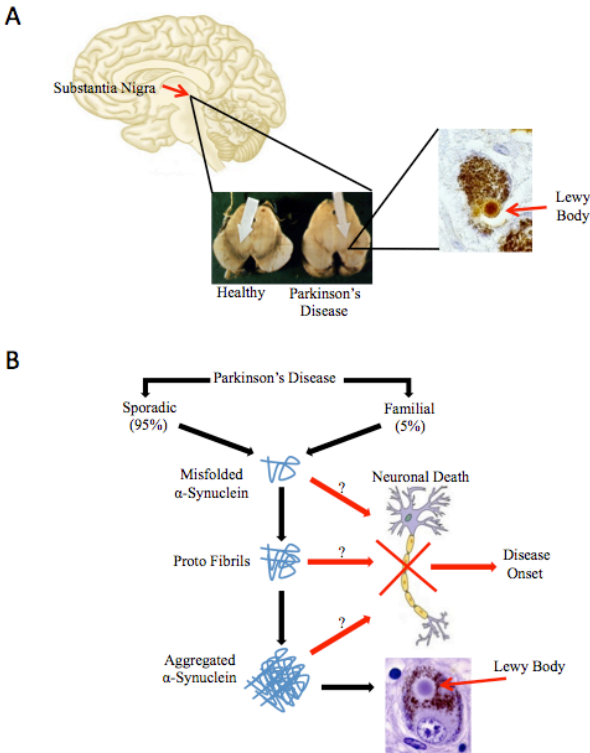 A
Substantia Nigra
Lewy
Body
Healthy
Parkinson's
Disease
B
Parkinson's Disease
Sporadic
(95%)
Familial
(5%)
Misfolded
α-Synuclein
?
Neuronal Death
Proto Fibrils
?
Disease
Onset
?
Aggregated
α-Synuclein
Lewy Body